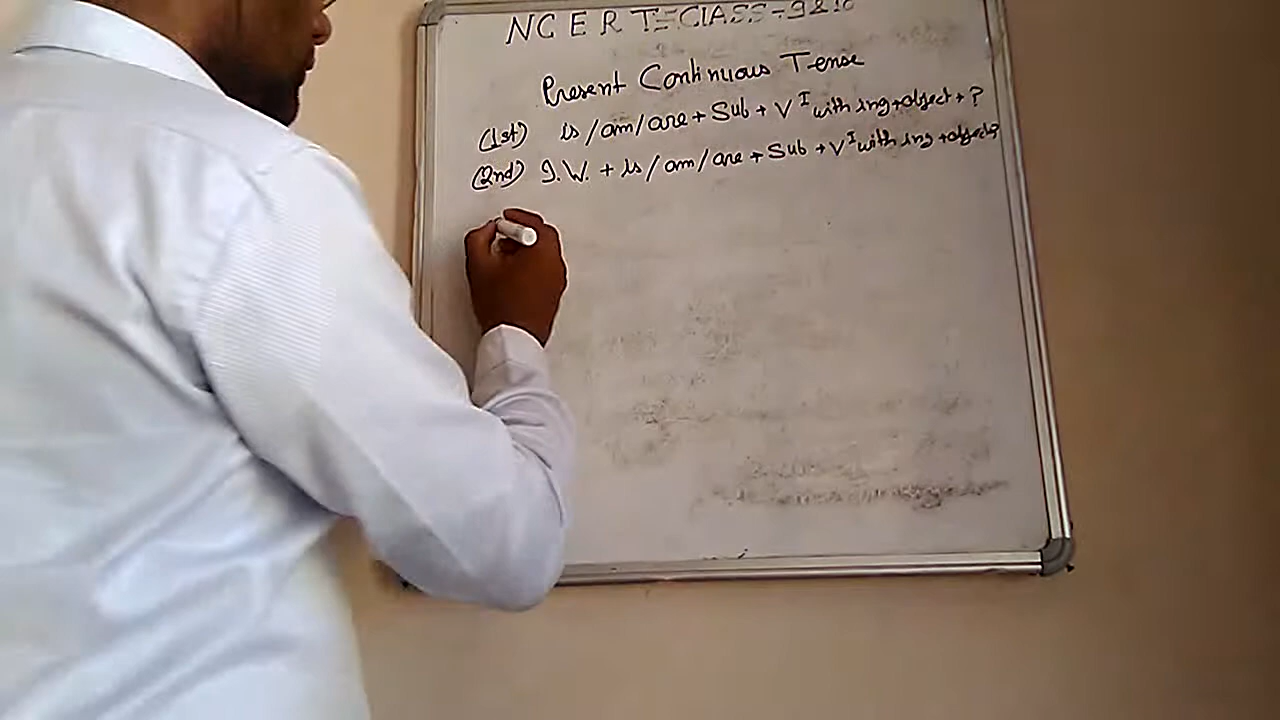 NCERT=CLASS-9&10
Present Continuous Tense
(1st) is/am/are+Sub+V^I with ing+object+?
(2nd) I.W. + is/am/are+Sub+V^I with ing+object?